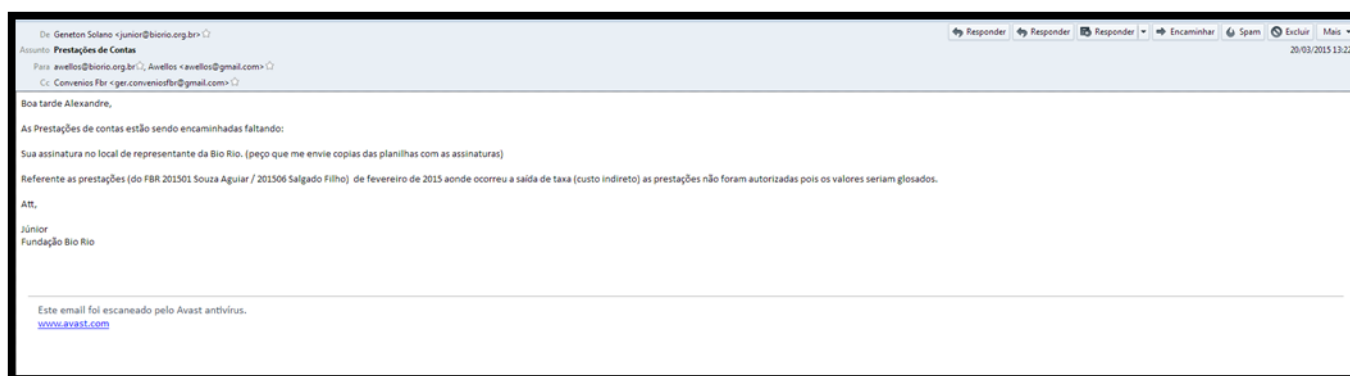 De Geneton Solano <junior@biorio.org.br>
Responder Responder Responder Encaminhar Spam Excluir Mais
Assunto Prestações de Contas
20/03/2015 13:22
Para awellos@biorio.org.br, Awellos <awellos@gmail.com>
Cc Convenios Fbr <ger.conveniosfbr@gmail.com>
Boa tarde Alexandre,
As Prestações de contas estão sendo encaminhadas faltando:
Sua assinatura no local de representante da Bio Rio. (peço que me envie copias das planilhas com as assinaturas)
Referente as prestações (do FBR 201501 Souza Aguiar / 201506 Salgado Filho) de fevereiro de 2015 aonde ocorreu a saída de taxa (custo indireto) as prestações não foram autorizadas pois os valores seriam glosados.
Att,
Júnior
Fundação Bio Rio
Este email foi escaneado pelo Avast antivírus.
www.avast.com